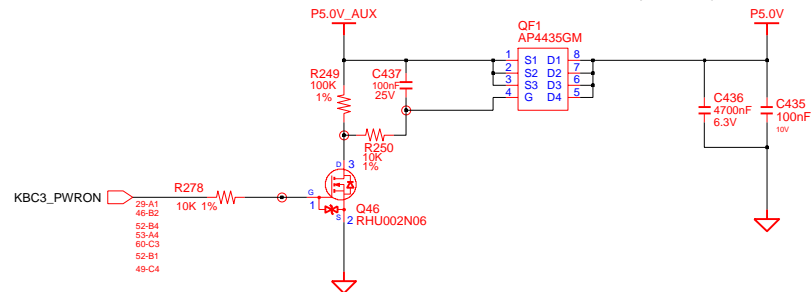 P5.0V_AUX
P5.0V
QF1
AP4435GM
1 S1 D1 8
2 S2 D2 7
3 S3 D3 6
4 G D4 5
R249
100K
1%
C437
100nF
25V
C436
4700nF
6.3V
C435
100nF
10V
R250
10K
1%
D 3
KBC3_PWRON
R278
10K 1%
G
1
S
2
Q46
RHU002N06
29-A1
46-B2
52-B4
53-A4
60-C3
52-B1
49-C4